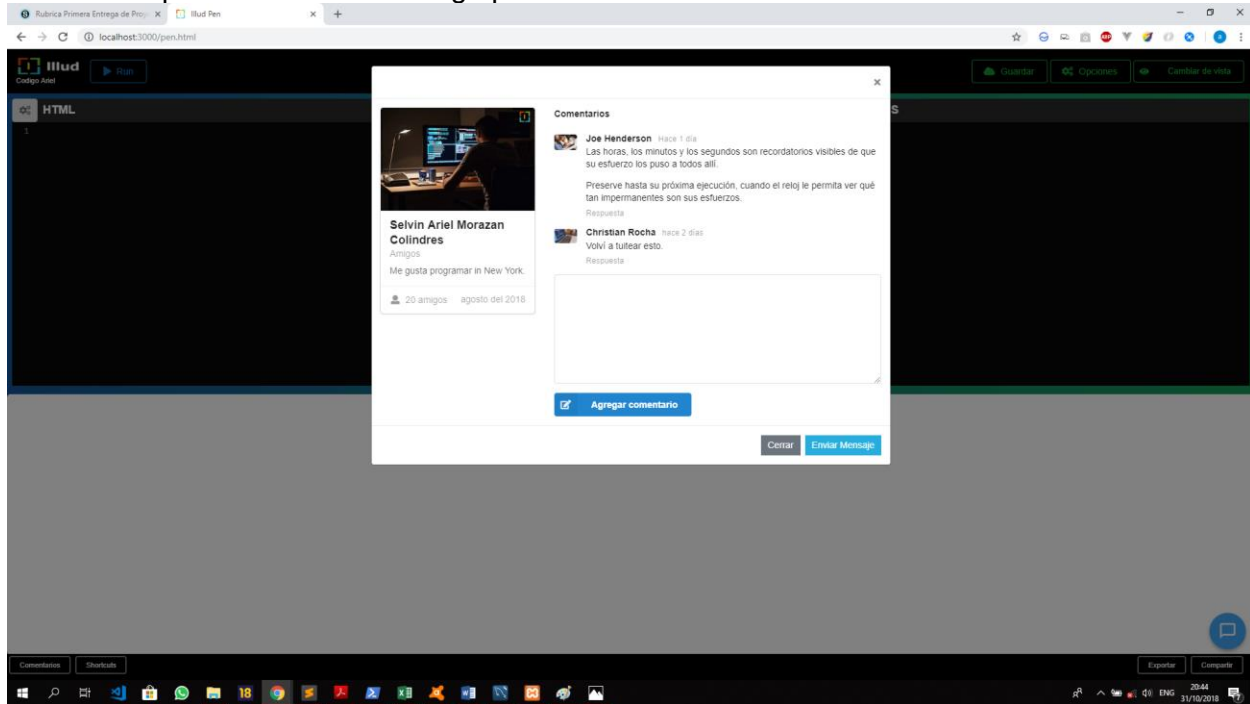 Rubrica Primera Entrega de Proy
Illud Pen
localhost:3000/pen.html
Illud
Codigo Ariel
Run
Guardar
Opciones
Cambiar de vista
HTML
S
1
Selvin Ariel Morazan
Colindres
Amigos
Me gusta programar in New York.
20 amigos
agosto del 2018
Comentarios
Joe Henderson Hace 1 día
Las horas, los minutos y los segundos son recordatorios visibles de que
su esfuerzo los puso a todos allí.
Preserve hasta su próxima ejecución, cuando el reloj le permita ver qué
tan impermanentes son sus esfuerzos.
Respuesta
Christian Rocha hace 2 días
Volví a tuitear esto.
Respuesta
Agregar comentario
Cerrar
Enviar Mensaje
Comentarios
Shortcuts
Exportar
Compartir
18
ENG
20:44
31/10/2018